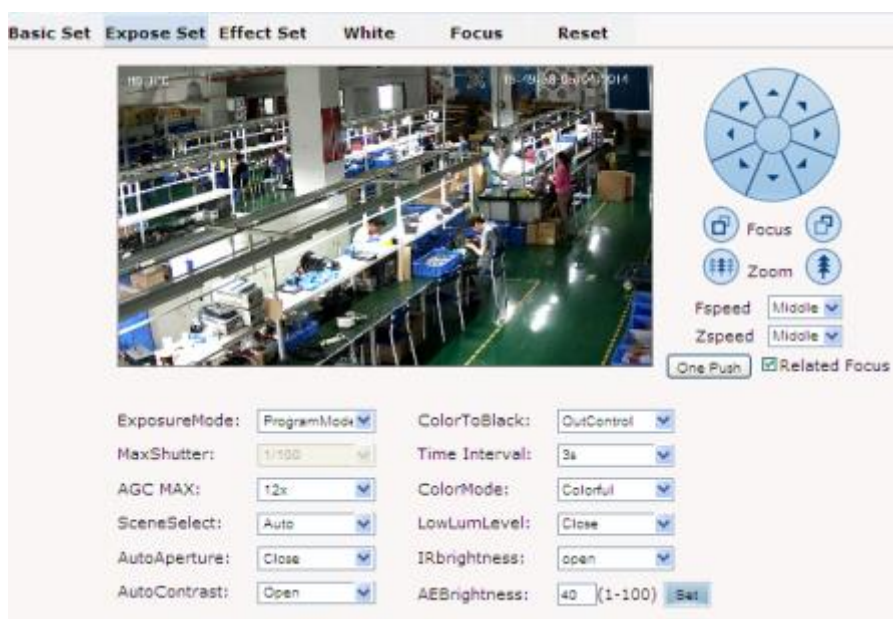 Basic Set Expose Set Effect Set White Focus Reset
Focus
Zoom
Fspeed Middle
Zspeed Middle
One Push Related Focus
ExposureMode: ProgramMode ColorToBlack: OutControl
MaxShutter: 1/100 Time Interval: 3s
AGC MAX: 12x ColorMode: Colorful
SceneSelect: Auto LowLumLevel: Close
AutoAperture: Close IRbrightness: open
AutoContrast: Open AEBrightness: 40 (1-100) Set